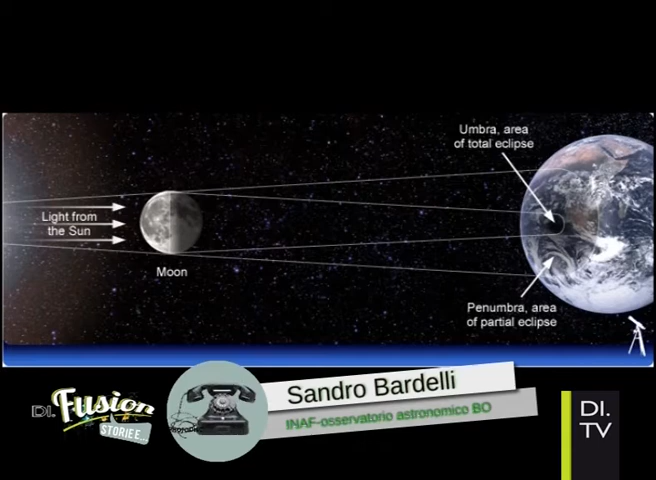 Umbra, area
of total eclipse
Light from
the Sun
Moon
Penumbra, area
of partial eclipse
Sandro Bardelli
INAF-osservatorio astronomico BO
DI.
Fusion
STORIE...
DI.
TV